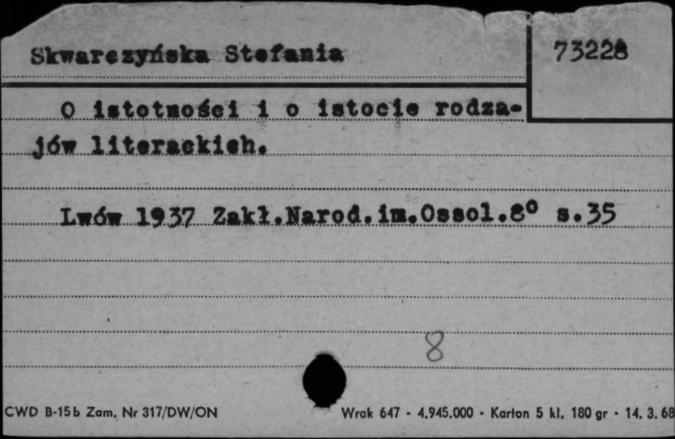 Skwarczyńska Stefania
73228
O istotności i o istocie rodza-
jów literackich.
Lwów 1937 Zakł.Narod.im.Ossol.8° s.35
8
CWD B-15b Zam. Nr 317/DW/ON
Wrak 647 - 4.945.000 - Karton 5 kl. 180 gr - 14. 3. 68